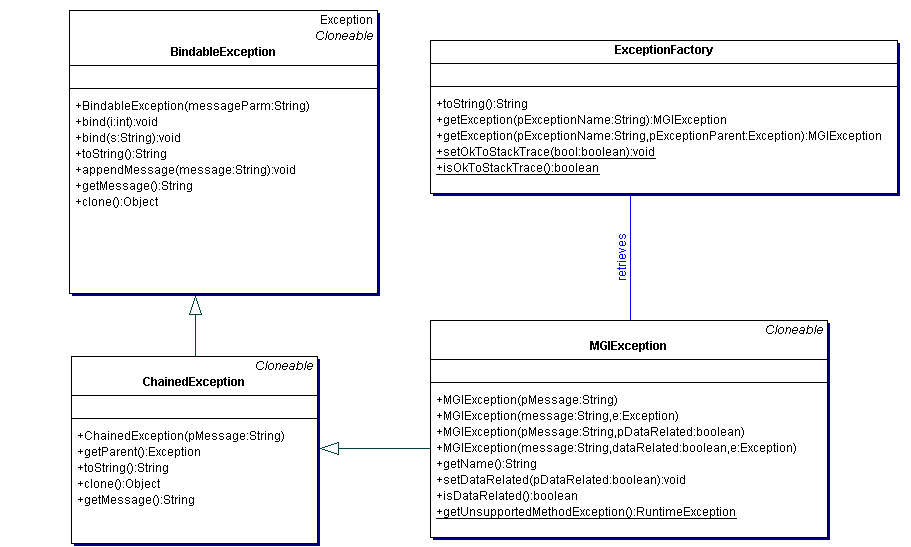 Exception
Cloneable
BindableException
+BindableException(messageParm:String)
+bind(i:int):void
+bind(s:String):void
+toString():String
+appendMessage(message:String):void
+getMessage():String
+clone():Object
ExceptionFactory
+toString():String
+getException(pExceptionName:String):MGIException
+getException(pExceptionName:String,pExceptionParent:Exception):MGIException
+setOkToStackTrace(bool:boolean):void
+isOkToStackTrace():boolean
retrieves
Cloneable
ChainedException
+ChainedException(pMessage:String)
+getParent():Exception
+toString():String
+clone():Object
+getMessage():String
Cloneable
MGIException
+MGIException(pMessage:String)
+MGIException(message:String,e:Exception)
+MGIException(pMessage:String,pDataRelated:boolean)
+MGIException(message:String,dataRelated:boolean,e:Exception)
+getName():String
+setDataRelated(pDataRelated:boolean):void
+isDataRelated():boolean
+getUnsupportedMethodException():RuntimeException